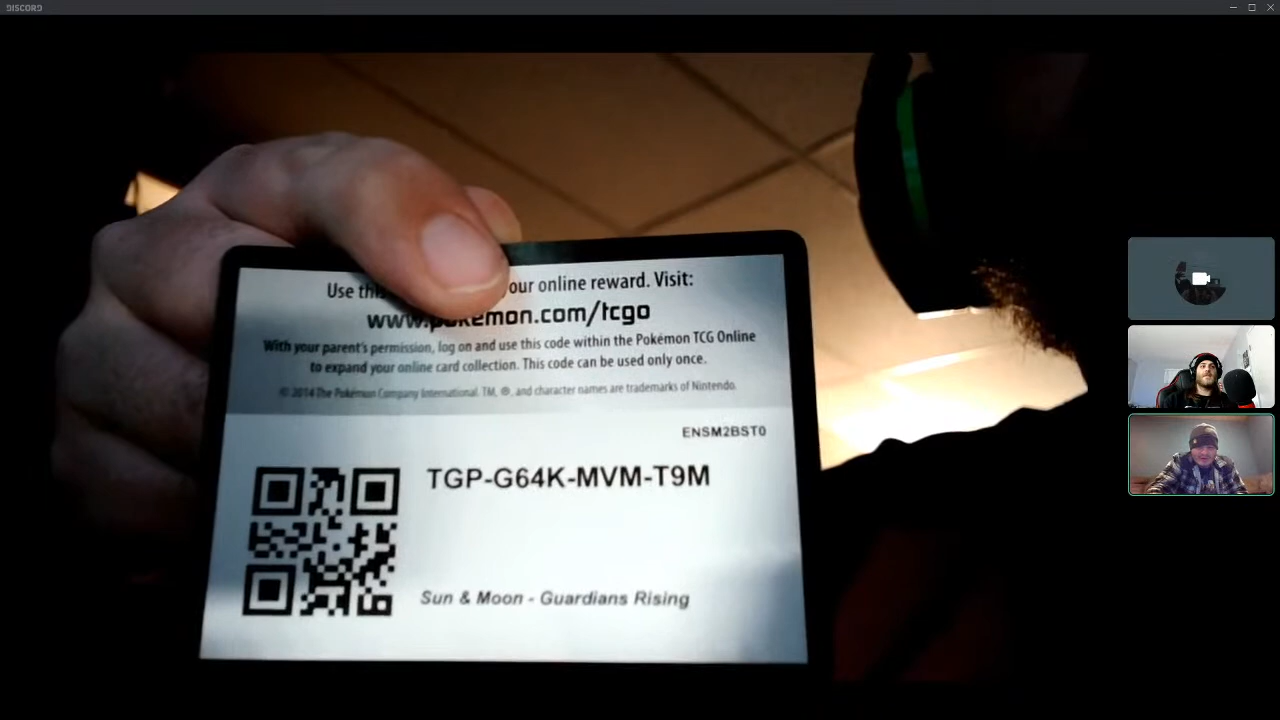 DISCORD
Use this our online reward. Visit:
www.pokemon.com/tcgo
With your parent's permission, log on and use this code within the Pokémon TCG Online
to expand your online card collection. This code can be used only once.
© 2014 The Pokémon Company International. TM, ®, and character names are trademarks of Nintendo.
ENSM2BST0
TGP-G64K-MVM-T9M
Sun & Moon - Guardians Rising